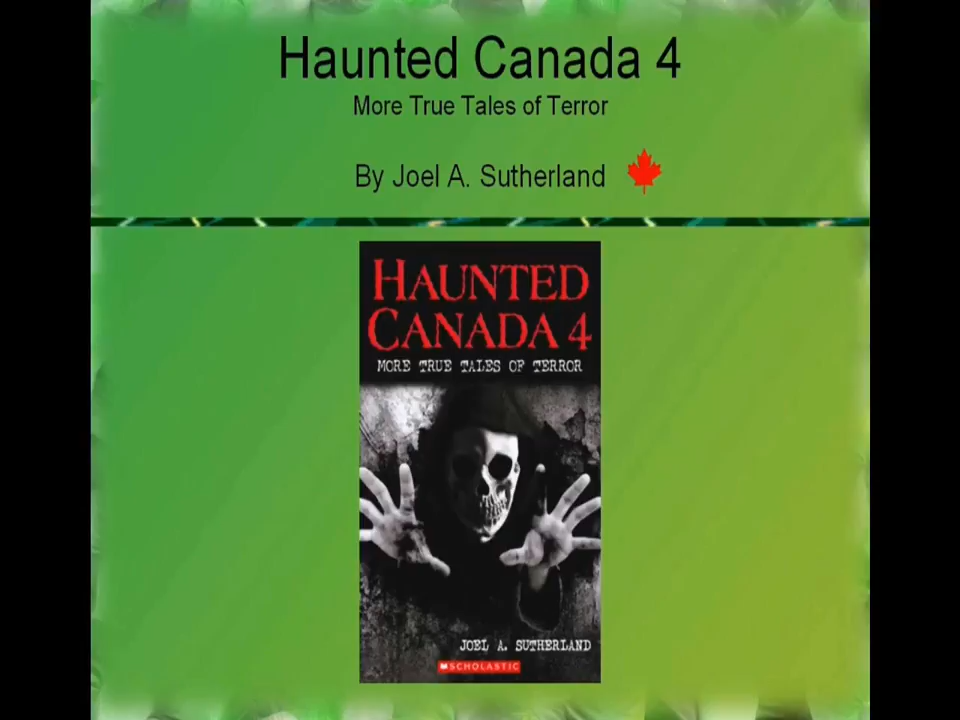 Haunted Canada 4
More True Tales of Terror
By Joel A. Sutherland
HAUNTED
CANADA 4
MORE TRUE TALES OF TERROR
JOEL A. SUTHERLAND
SCHOLASTIC